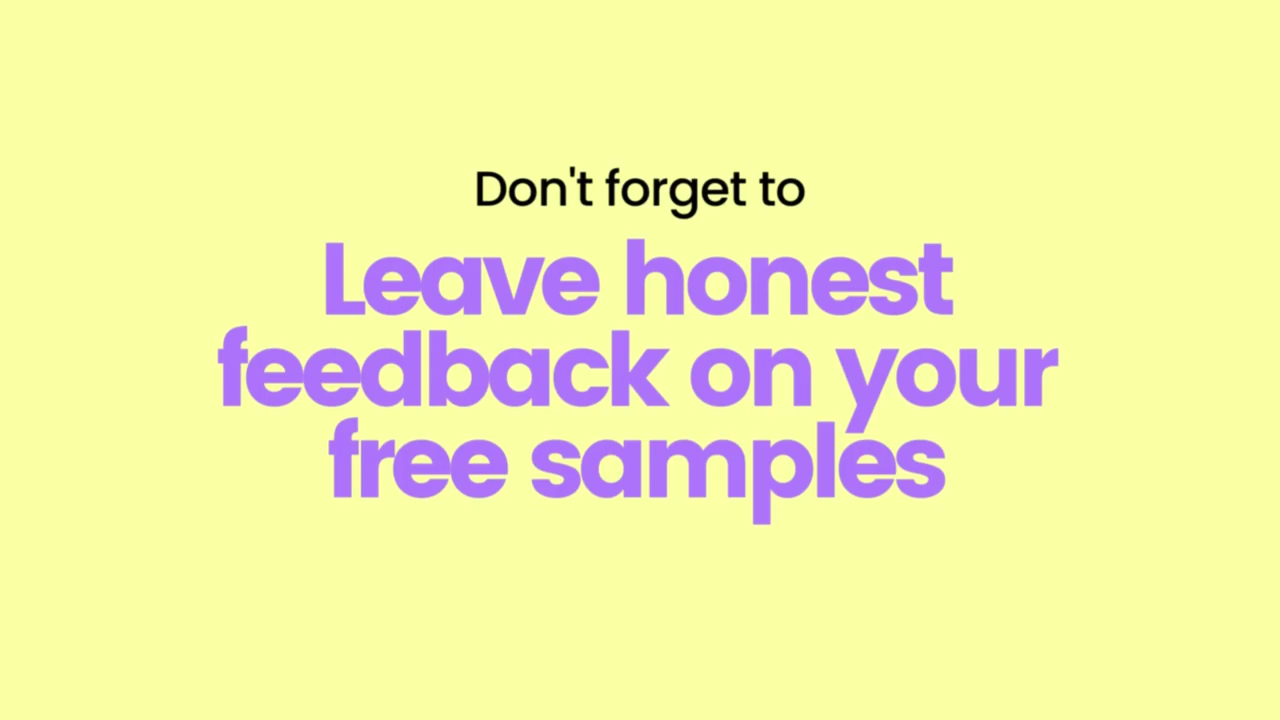 Don't forget to
Leave honest
feedback on your
free samples